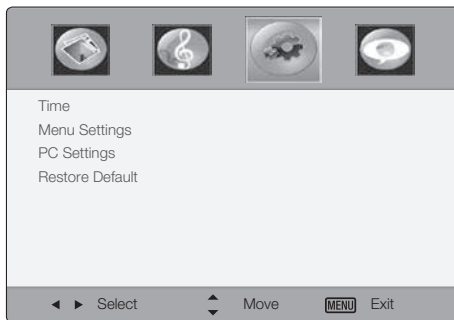 Time
Menu Settings
PC Settings
Restore Default
Select Move MENU Exit